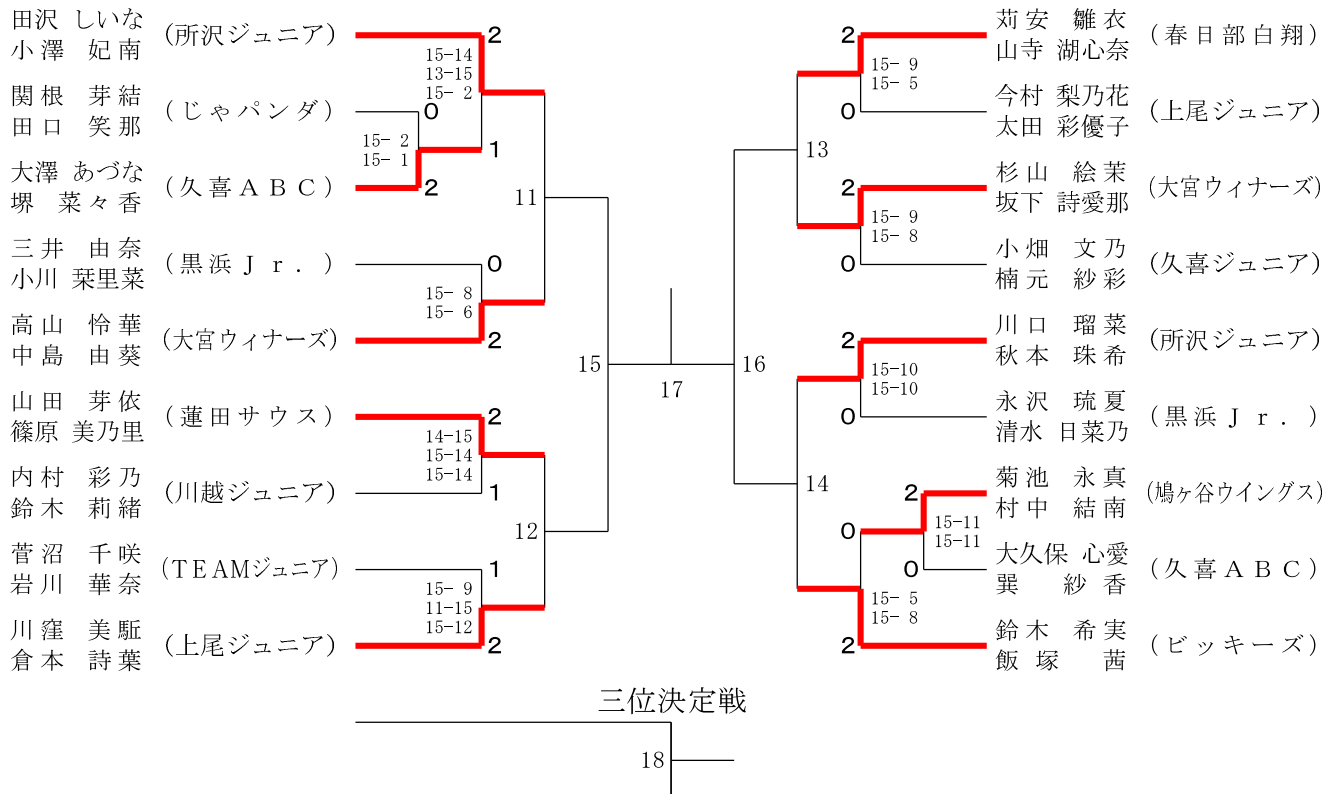 田沢 しいな
小澤 妃南
(所沢ジュニア)
2
15-14
13-15
15- 2
関根 芽結
田口 笑那
(じゃパンダ)
0
15- 2
15- 1
1
大澤 あづな
堺 菜々香
(久喜ＡＢＣ)
2
11
三井 由奈
小川 栞里菜
(黒浜Ｊｒ．)
0
15- 8
15- 6
高山 怜華
中島 由葵
(大宮ウィナーズ)
2
15
山田 芽依
篠原 美乃里
(蓮田サウス)
2
14-15
15-14
15-14
内村 彩乃
鈴木 莉緒
(川越ジュニア)
1
12
菅沼 千咲
岩川 華奈
(TEAMジュニア)
1
15- 9
11-15
15-12
川窪 美駈
倉本 詩葉
(上尾ジュニア)
2
17
苅安 雛衣
山寺 湖心奈
(春日部白翔)
2
15- 9
15- 5
今村 梨乃花
太田 彩優子
(上尾ジュニア)
0
13
杉山 絵茉
坂下 詩愛那
(大宮ウィナーズ)
2
15- 9
15- 8
小畑 文乃
楠元 紗彩
(久喜ジュニア)
0
16
川口 瑠菜
秋本 珠希
(所沢ジュニア)
2
15-10
15-10
永沢 琉夏
清水 日菜乃
(黒浜Ｊｒ．)
0
14
菊池 永真
村中 結南
(鳩ヶ谷ウイングス)
2
0
15-11
15-11
大久保 心愛
巽 紗香
(久喜ＡＢＣ)
0
15- 5
15- 8
鈴木 希実
飯塚 茜
(ビッキーズ)
2
三位決定戦
18